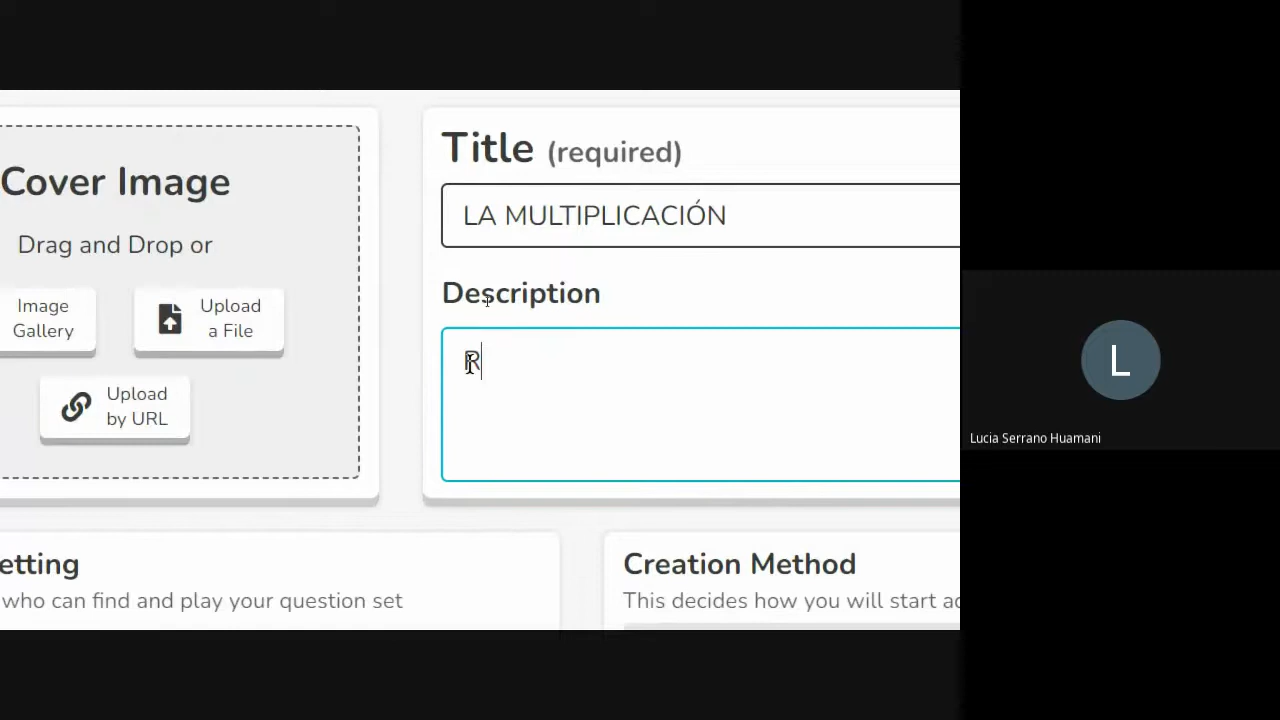 Cover Image
Drag and Drop or
Image
Gallery
Upload
a File
Upload
by URL
Title (required)
LA MULTIPLICACIÓN
Description
R
etting
who can find and play your question set
Creation Method
This decides how you will start ad
L
Lucia Serrano Huamani